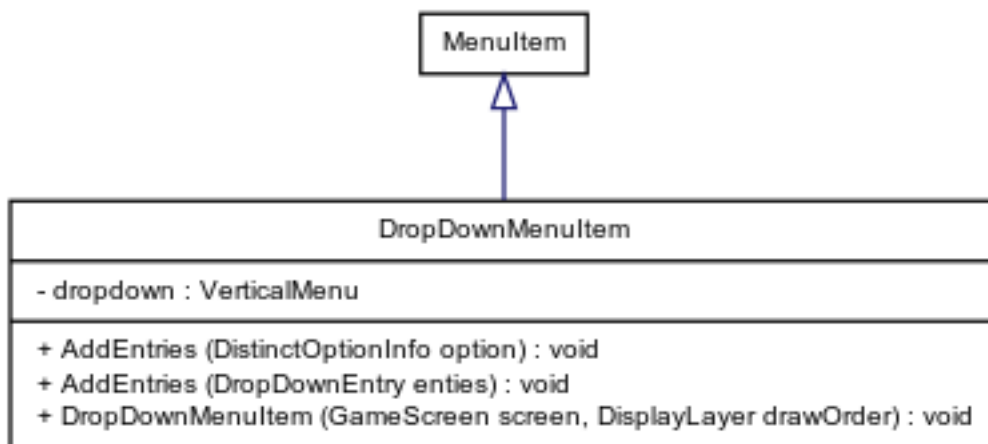 MenuItem
DropDownMenuItem
- dropdown : VerticalMenu
+ AddEntries (DistinctOptionInfo option) : void
+ AddEntries (DropDownEntry enties) : void
+ DropDownMenuItem (GameScreen screen, DisplayLayer drawOrder) : void